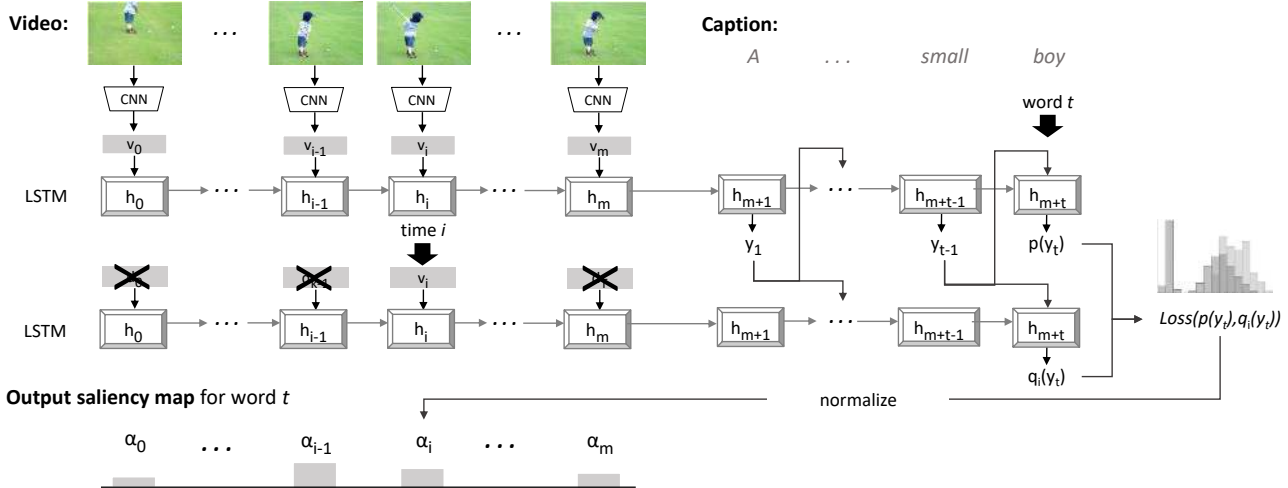 Video:
. . .
. . .
Caption:
A . . . small boy
CNN CNN CNN CNN
word t
v0 vi-1 vi vm
LSTM h0 . . . hi-1 hi . . . hm hm+1 . . . hm+t-1 hm+t
time i
y1 yt-1 p(yt)
vi
LSTM h0 . . . hi-1 hi . . . hm hm+1 . . . hm+t-1 hm+t
Loss(p(yt),qi(yt))
qi(yt)
Output saliency map for word t
normalize
α0 . . . αi-1 αi . . . αm